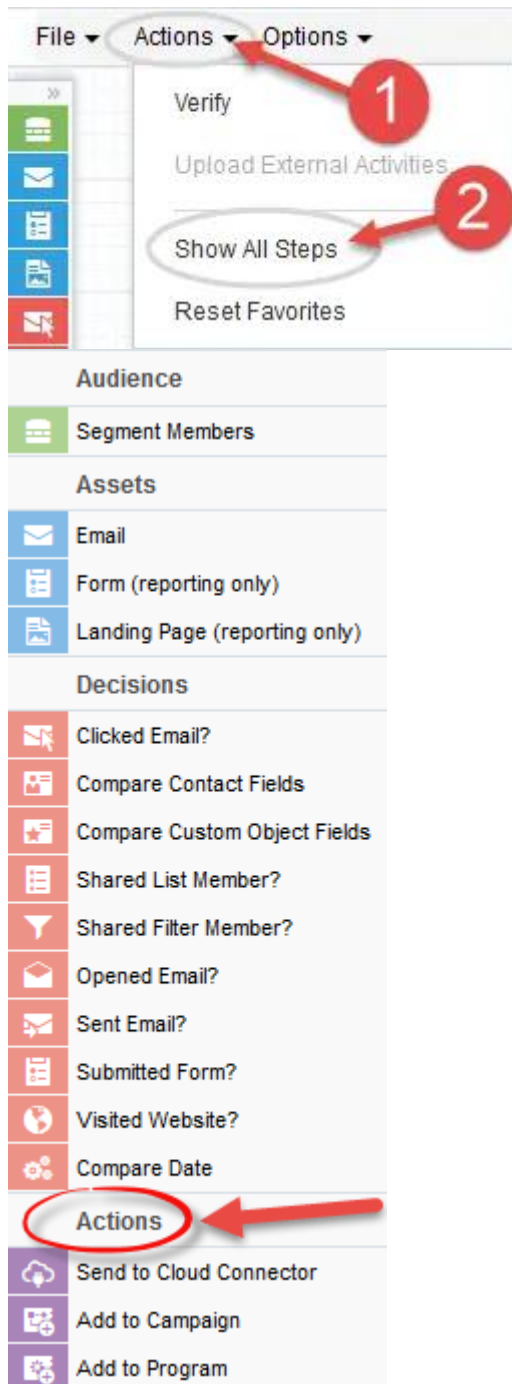 File Actions Options
»
Verify
1
Upload External Activities
2
Show All Steps
Reset Favorites
Audience
Segment Members
Assets
Email
Form (reporting only)
Landing Page (reporting only)
Decisions
Clicked Email?
Compare Contact Fields
Compare Custom Object Fields
Shared List Member?
Shared Filter Member?
Opened Email?
Sent Email?
Submitted Form?
Visited Website?
Compare Date
Actions
Send to Cloud Connector
Add to Campaign
Add to Program